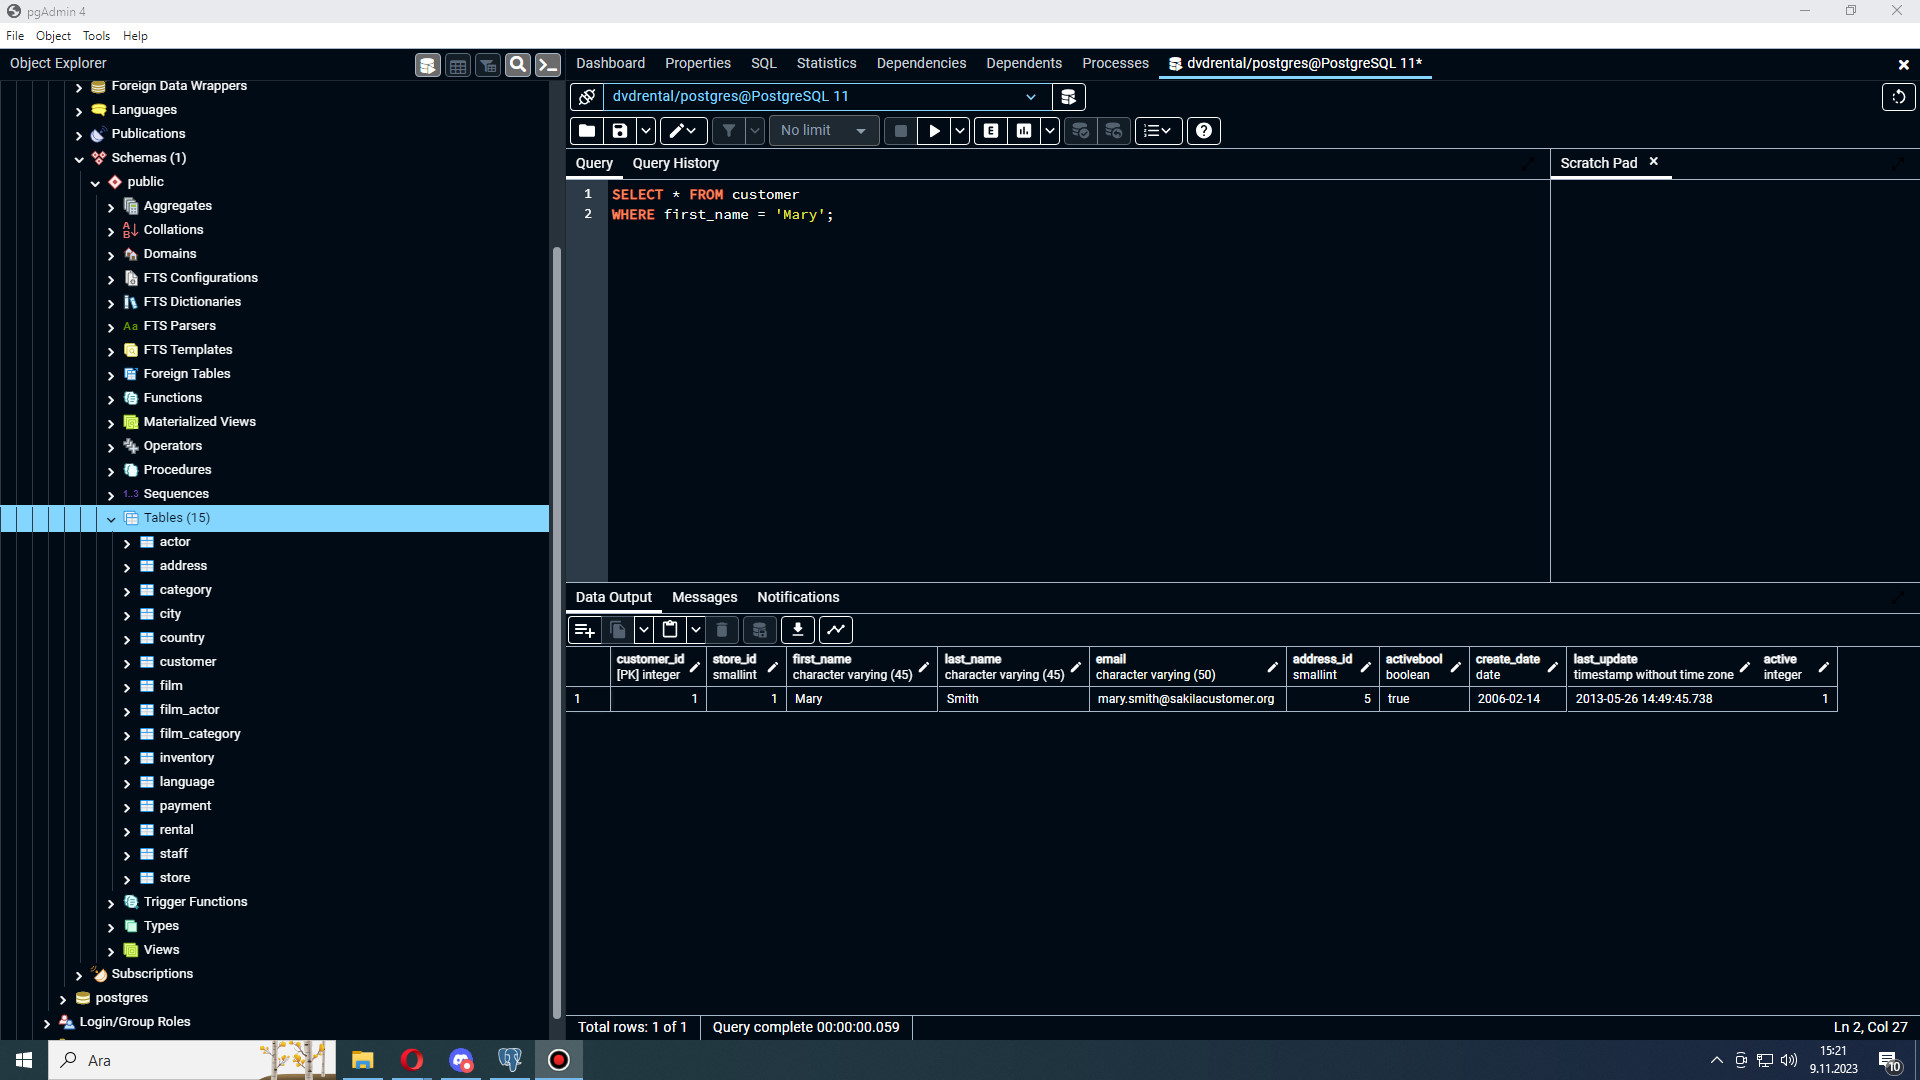 pgAdmin 4
File Object Tools Help
Object Explorer
Foreign Data Wrappers
Languages
Publications
Schemas (1)
public
Aggregates
Collations
Domains
FTS Configurations
FTS Dictionaries
Aa FTS Parsers
FTS Templates
Foreign Tables
Functions
Materialized Views
Operators
Procedures
1..3 Sequences
Tables (15)
actor
address
category
city
country
customer
film
film_actor
film_category
inventory
language
payment
rental
staff
store
Trigger Functions
Types
Views
Subscriptions
postgres
Login/Group Roles
Dashboard Properties SQL Statistics Dependencies Dependents Processes dvdrental/postgres@PostgreSQL 11*
dvdrental/postgres@PostgreSQL 11
No limit E
Query Query History
Scratch Pad
1 SELECT * FROM customer
2 WHERE first_name = 'Mary';
Data Output Messages Notifications
customer_id store_id first_name last_name email address_id activebool create_date last_update active
[PK] integer smallint character varying (45) character varying (45) character varying (50) smallint boolean date timestamp without time zone integer
1 1 1 Mary Smith mary.smith@sakilacustomer.org 5 true 2006-02-14 2013-05-26 14:49:45.738 1
Total rows: 1 of 1 Query complete 00:00:00.059 Ln 2, Col 27
Ara
15:21
9.11.2023
10